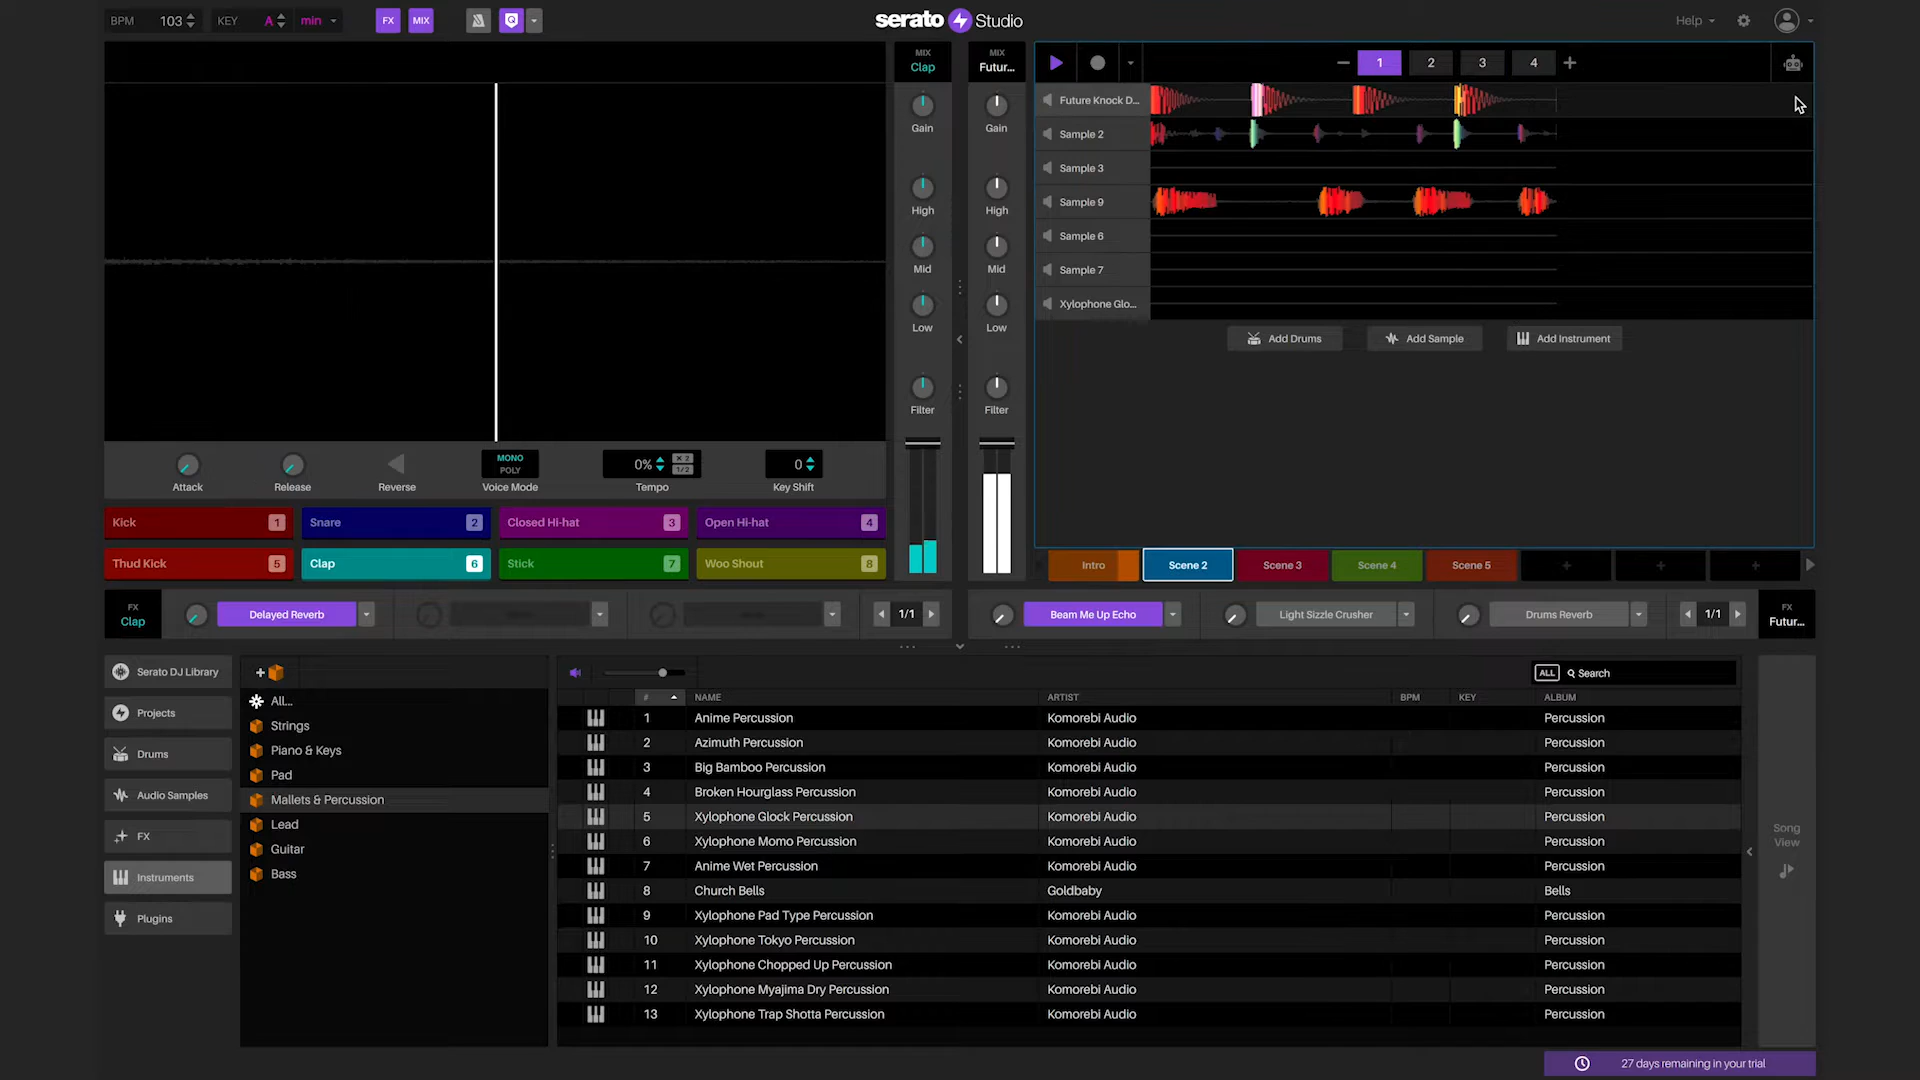 BPM 103 KEY A min FX MIX
serato Studio
Help
MIX
Clap
Gain
High
Mid
Low
Filter
MIX
Futur...
Gain
High
Mid
Low
Filter
1 2 3 4
Future Knock D...
Sample 2
Sample 3
Sample 9
Sample 6
Sample 7
Xylophone Glo...
Add Drums Add Sample Add Instrument
Attack Release Reverse
MONO
POLY
Voice Mode
0% x 2
1/2
Tempo
0
Key Shift
Kick 1 Snare 2 Closed Hi-hat 3 Open Hi-hat 4
Thud Kick 5 Clap 6 Stick 7 Woo Shout 8
Intro Scene 2 Scene 3 Scene 4 Scene 5
FX
Clap
Delayed Reverb
1/1
Beam Me Up Echo Light Sizzle Crusher Drums Reverb
1/1
FX
Futur...
Serato DJ Library
Projects
Drums
Audio Samples
FX
Instruments
Plugins
All...
Strings
Piano & Keys
Pad
Mallets & Percussion
Lead
Guitar
Bass
ALL Search
# NAME ARTIST BPM KEY ALBUM
1 Anime Percussion Komorebi Audio Percussion
2 Azimuth Percussion Komorebi Audio Percussion
3 Big Bamboo Percussion Komorebi Audio Percussion
4 Broken Hourglass Percussion Komorebi Audio Percussion
5 Xylophone Glock Percussion Komorebi Audio Percussion
6 Xylophone Momo Percussion Komorebi Audio Percussion
7 Anime Wet Percussion Komorebi Audio Percussion
8 Church Bells Goldbaby Bells
9 Xylophone Pad Type Percussion Komorebi Audio Percussion
10 Xylophone Tokyo Percussion Komorebi Audio Percussion
11 Xylophone Chopped Up Percussion Komorebi Audio Percussion
12 Xylophone Myajima Dry Percussion Komorebi Audio Percussion
13 Xylophone Trap Shotta Percussion Komorebi Audio Percussion
Song
View
27 days remaining in your trial